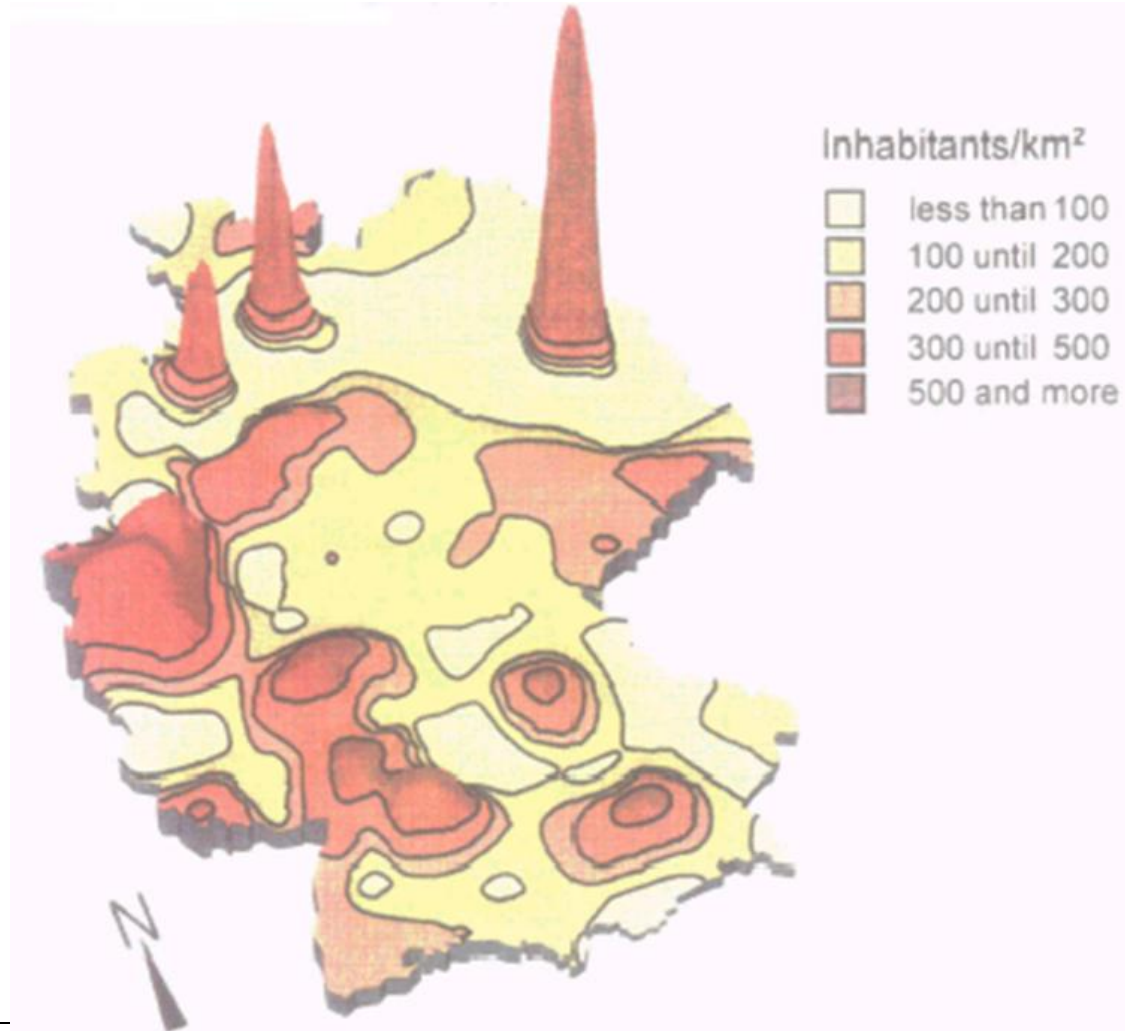 Inhabitants/km²
less than 100
100 until 200
200 until 300
300 until 500
500 and more
N